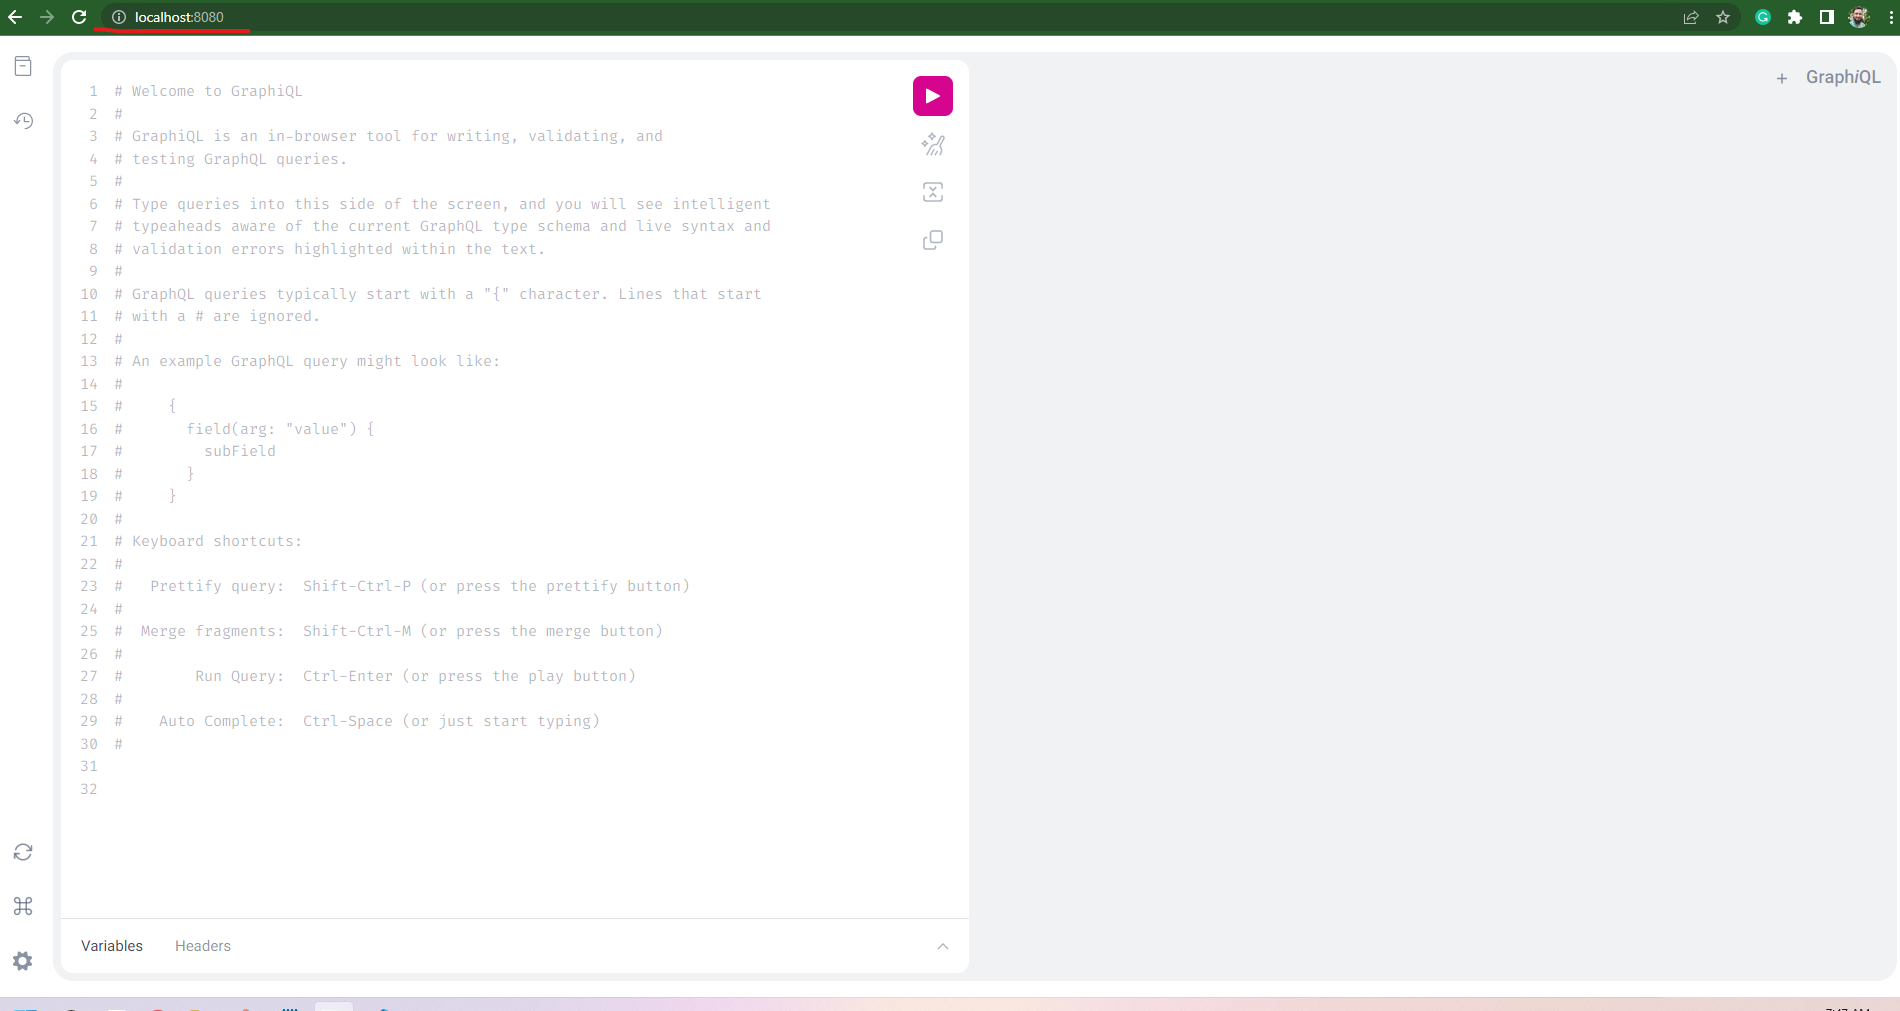 localhost:8080
+ GraphiQL
1 # Welcome to GraphiQL
2 #
3 # GraphiQL is an in-browser tool for writing, validating, and
4 # testing GraphQL queries.
5 #
6 # Type queries into this side of the screen, and you will see intelligent
7 # typeaheads aware of the current GraphQL type schema and live syntax and
8 # validation errors highlighted within the text.
9 #
10 # GraphQL queries typically start with a "{" character. Lines that start
11 # with a # are ignored.
12 #
13 # An example GraphQL query might look like:
14 #
15 #     {
16 #       field(arg: "value") {
17 #         subField
18 #       }
19 #     }
20 #
21 # Keyboard shortcuts:
22 #
23 #   Prettify query:  Shift-Ctrl-P (or press the prettify button)
24 #
25 #  Merge fragments:  Shift-Ctrl-M (or press the merge button)
26 #
27 #        Run Query:  Ctrl-Enter (or press the play button)
28 #
29 #    Auto Complete:  Ctrl-Space (or just start typing)
30 #
31
32
Variables Headers